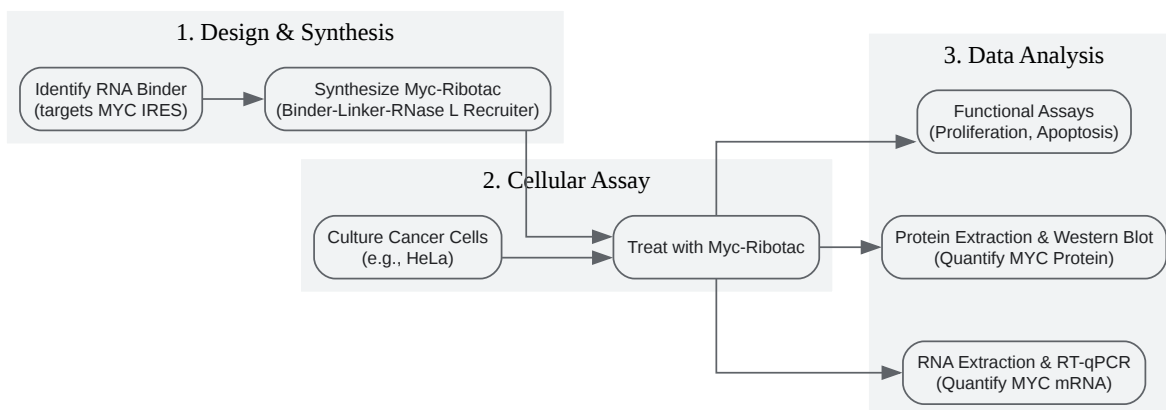 1. Design & Synthesis
Identify RNA Binder
(targets MYC IRES)
Synthesize Myc-Ribotac
(Binder-Linker-RNase L Recruiter)
2. Cellular Assay
Culture Cancer Cells
(e.g., HeLa)
Treat with Myc-Ribotac
3. Data Analysis
Functional Assays
(Proliferation, Apoptosis)
Protein Extraction & Western Blot
(Quantify MYC Protein)
RNA Extraction & RT-qPCR
(Quantify MYC mRNA)